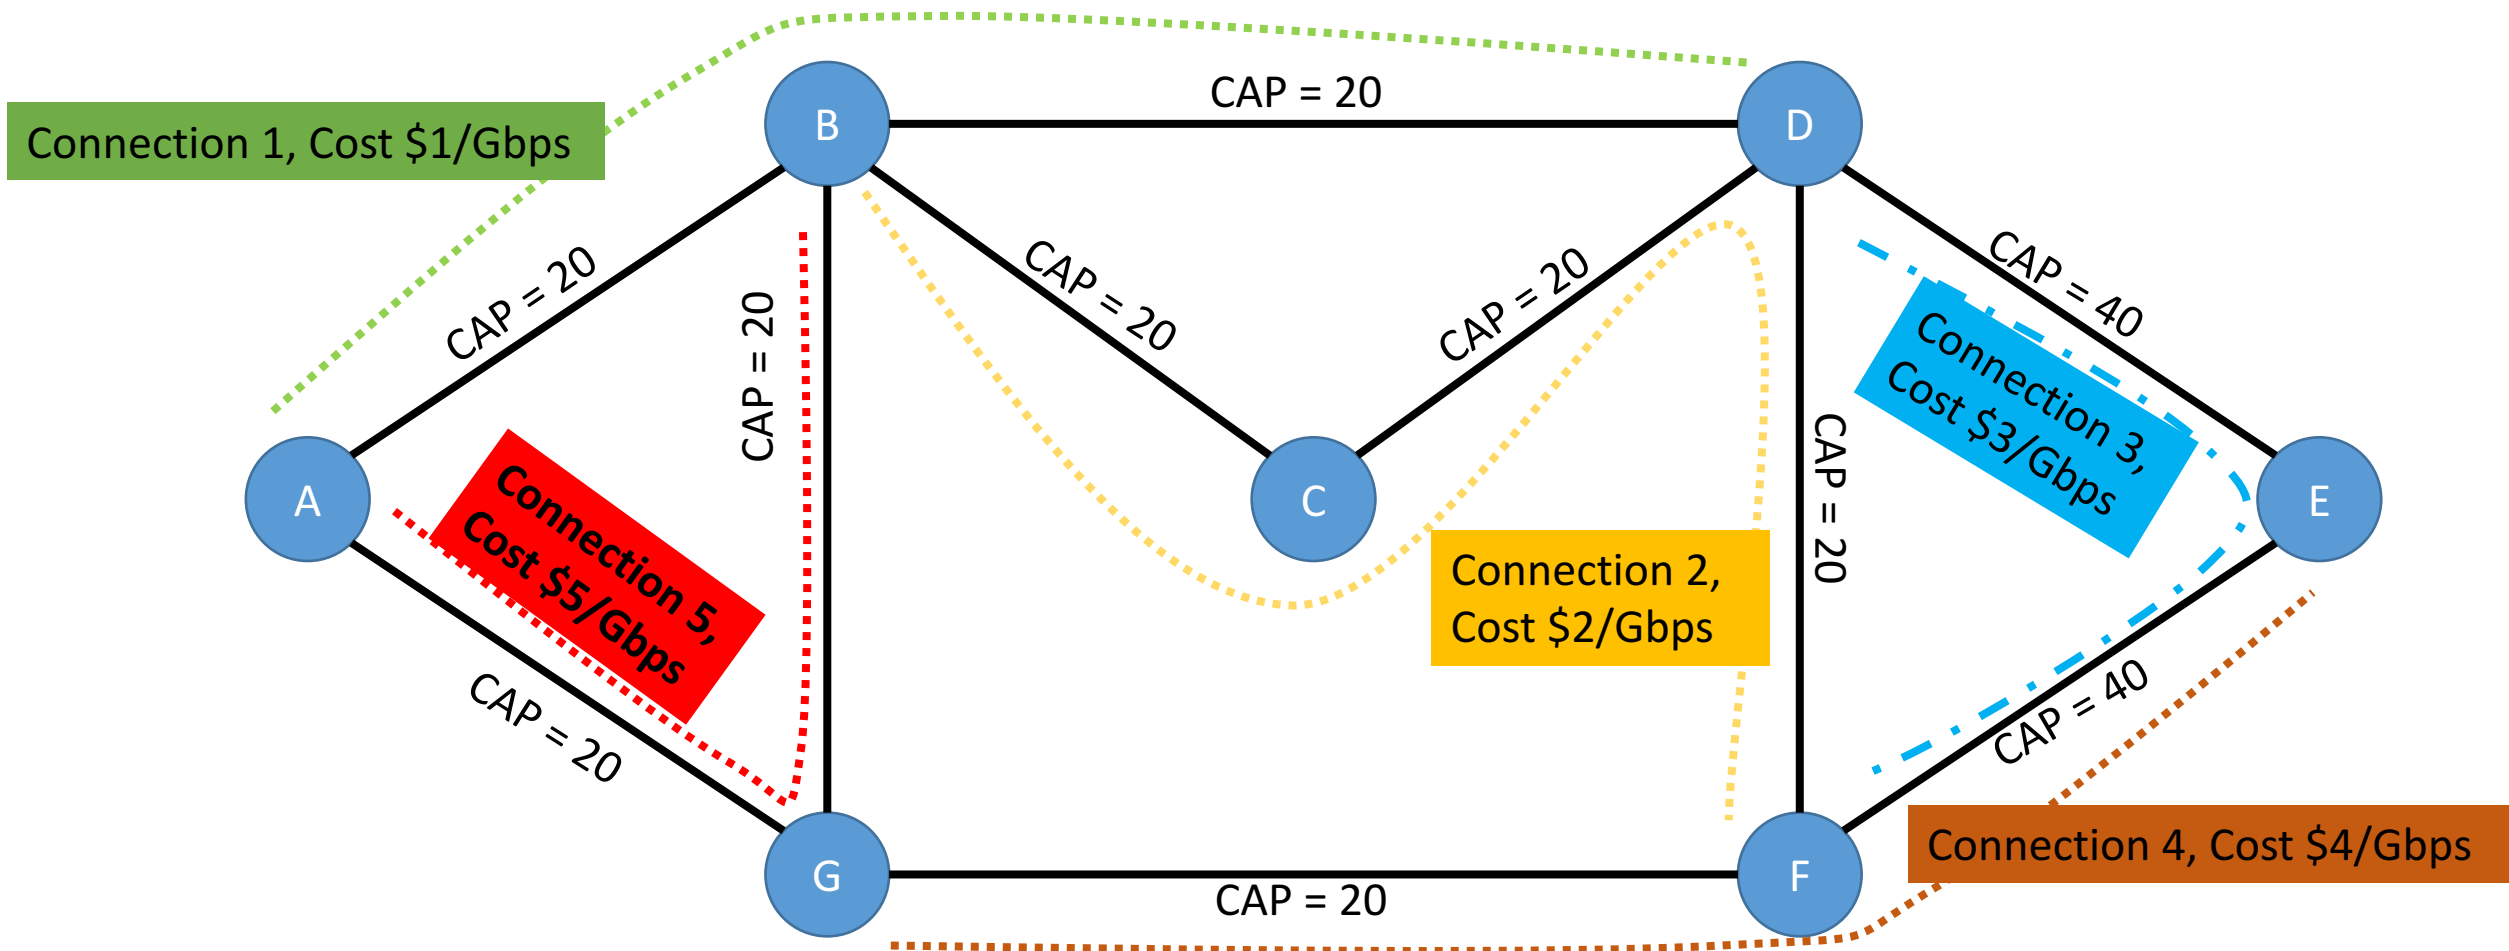 CAP = 20
B
D
Connection 1, Cost $1/Gbps
CAP = 20
CAP = 20
CAP = 20
CAP = 20
CAP = 40
Connection 3,
Cost $3/Gbps
A
Connection 5,
Cost $5/Gbps
C
CAP = 20
E
Connection 2,
Cost $2/Gbps
CAP = 20
CAP = 40
G
F
Connection 4, Cost $4/Gbps
CAP = 20